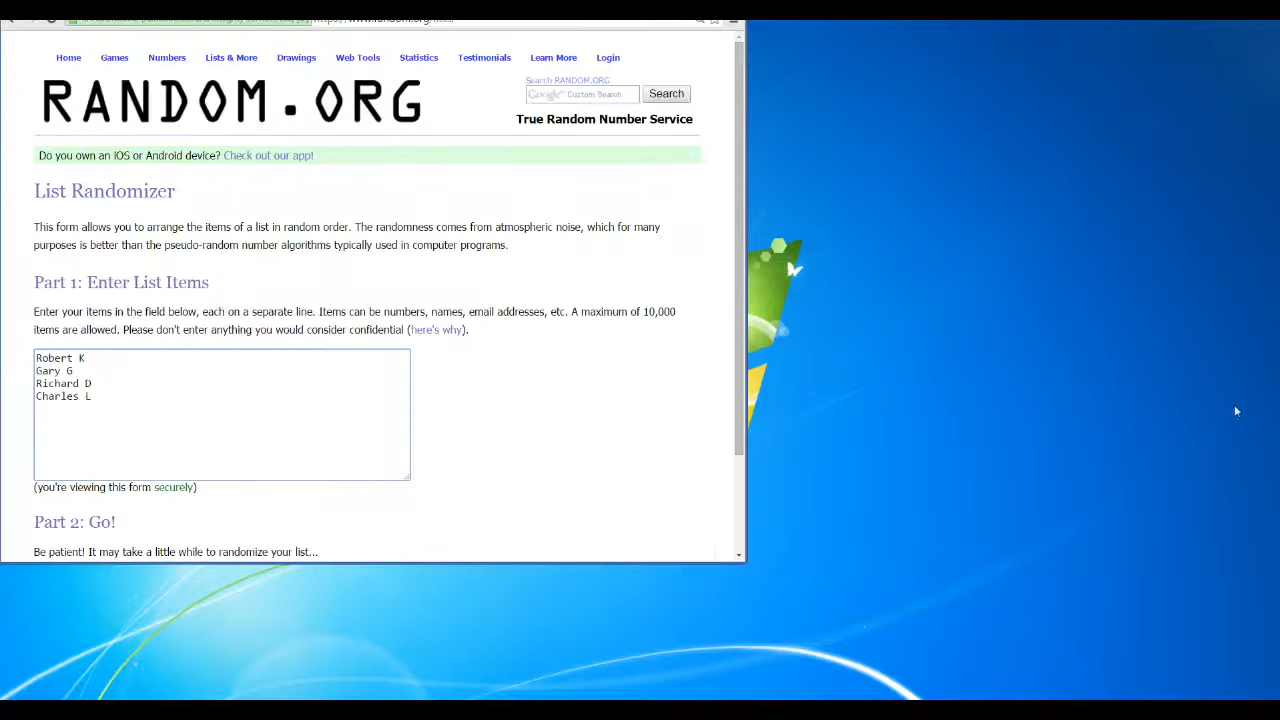 Home Games Numbers Lists & More Drawings Web Tools Statistics Testimonials Learn More Login
RANDOM.ORG
Search RANDOM.ORG
Google™ Custom Search Search
True Random Number Service
Do you own an iOS or Android device? Check out our app!
List Randomizer
This form allows you to arrange the items of a list in random order. The randomness comes from atmospheric noise, which for many
purposes is better than the pseudo-random number algorithms typically used in computer programs.
Part 1: Enter List Items
Enter your items in the field below, each on a separate line. Items can be numbers, names, email addresses, etc. A maximum of 10,000
items are allowed. Please don't enter anything you would consider confidential (here's why).
Robert K
Gary G
Richard D
Charles L
(you're viewing this form securely)
Part 2: Go!
Be patient! It may take a little while to randomize your list...